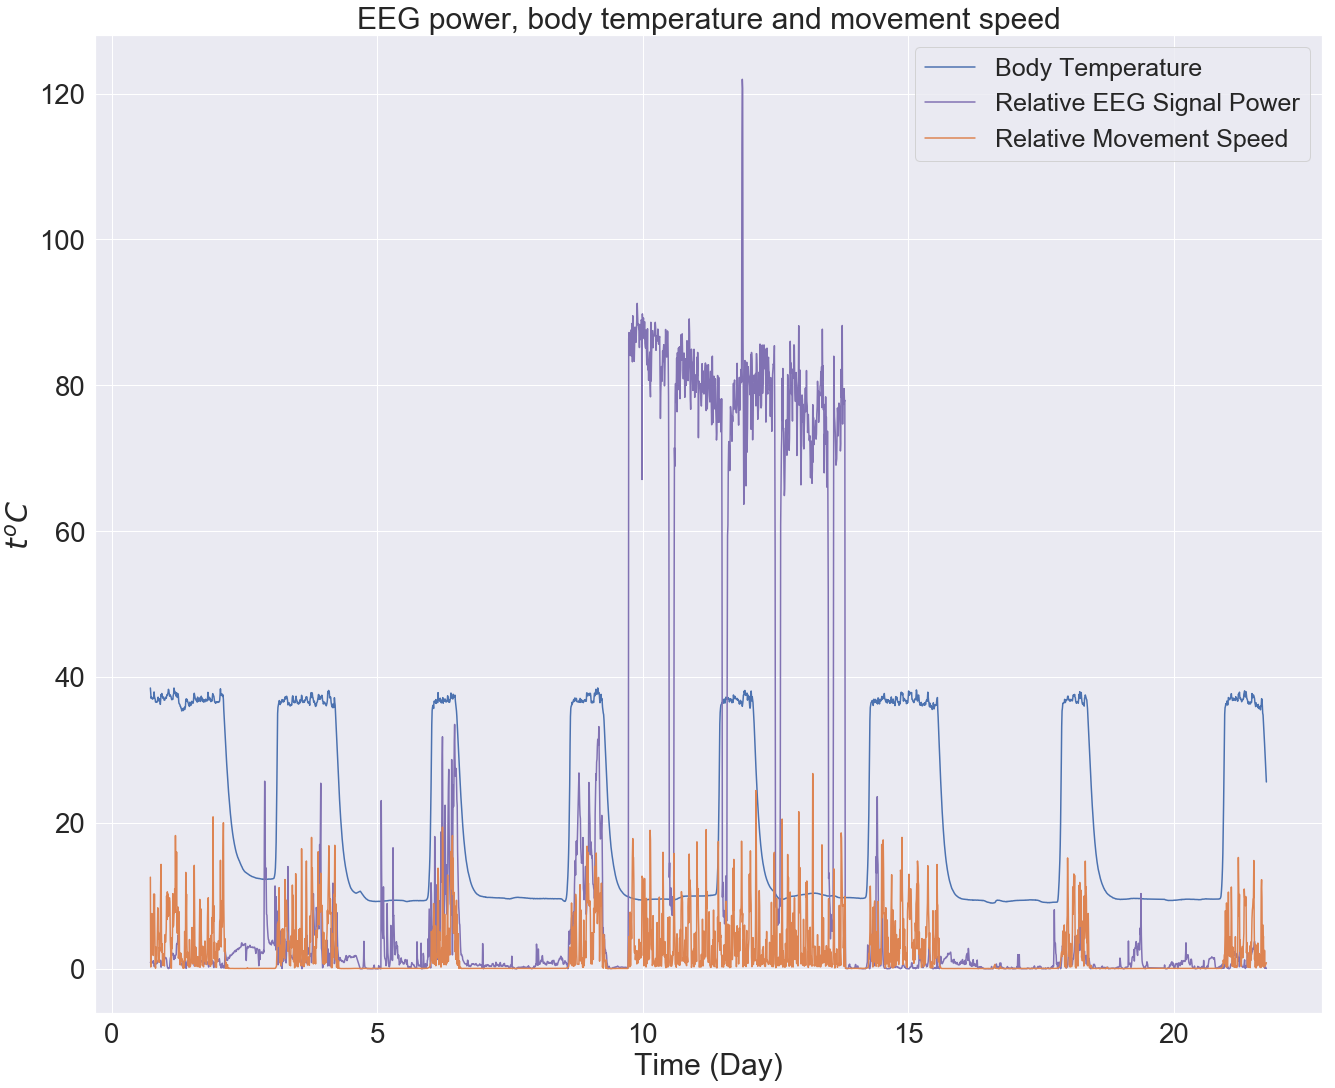 EEG power, body temperature and movement speed
Body Temperature
Relative EEG Signal Power
Relative Movement Speed
120
100
80
60
40
20
0
t°C
0 5 10 15 20
Time (Day)